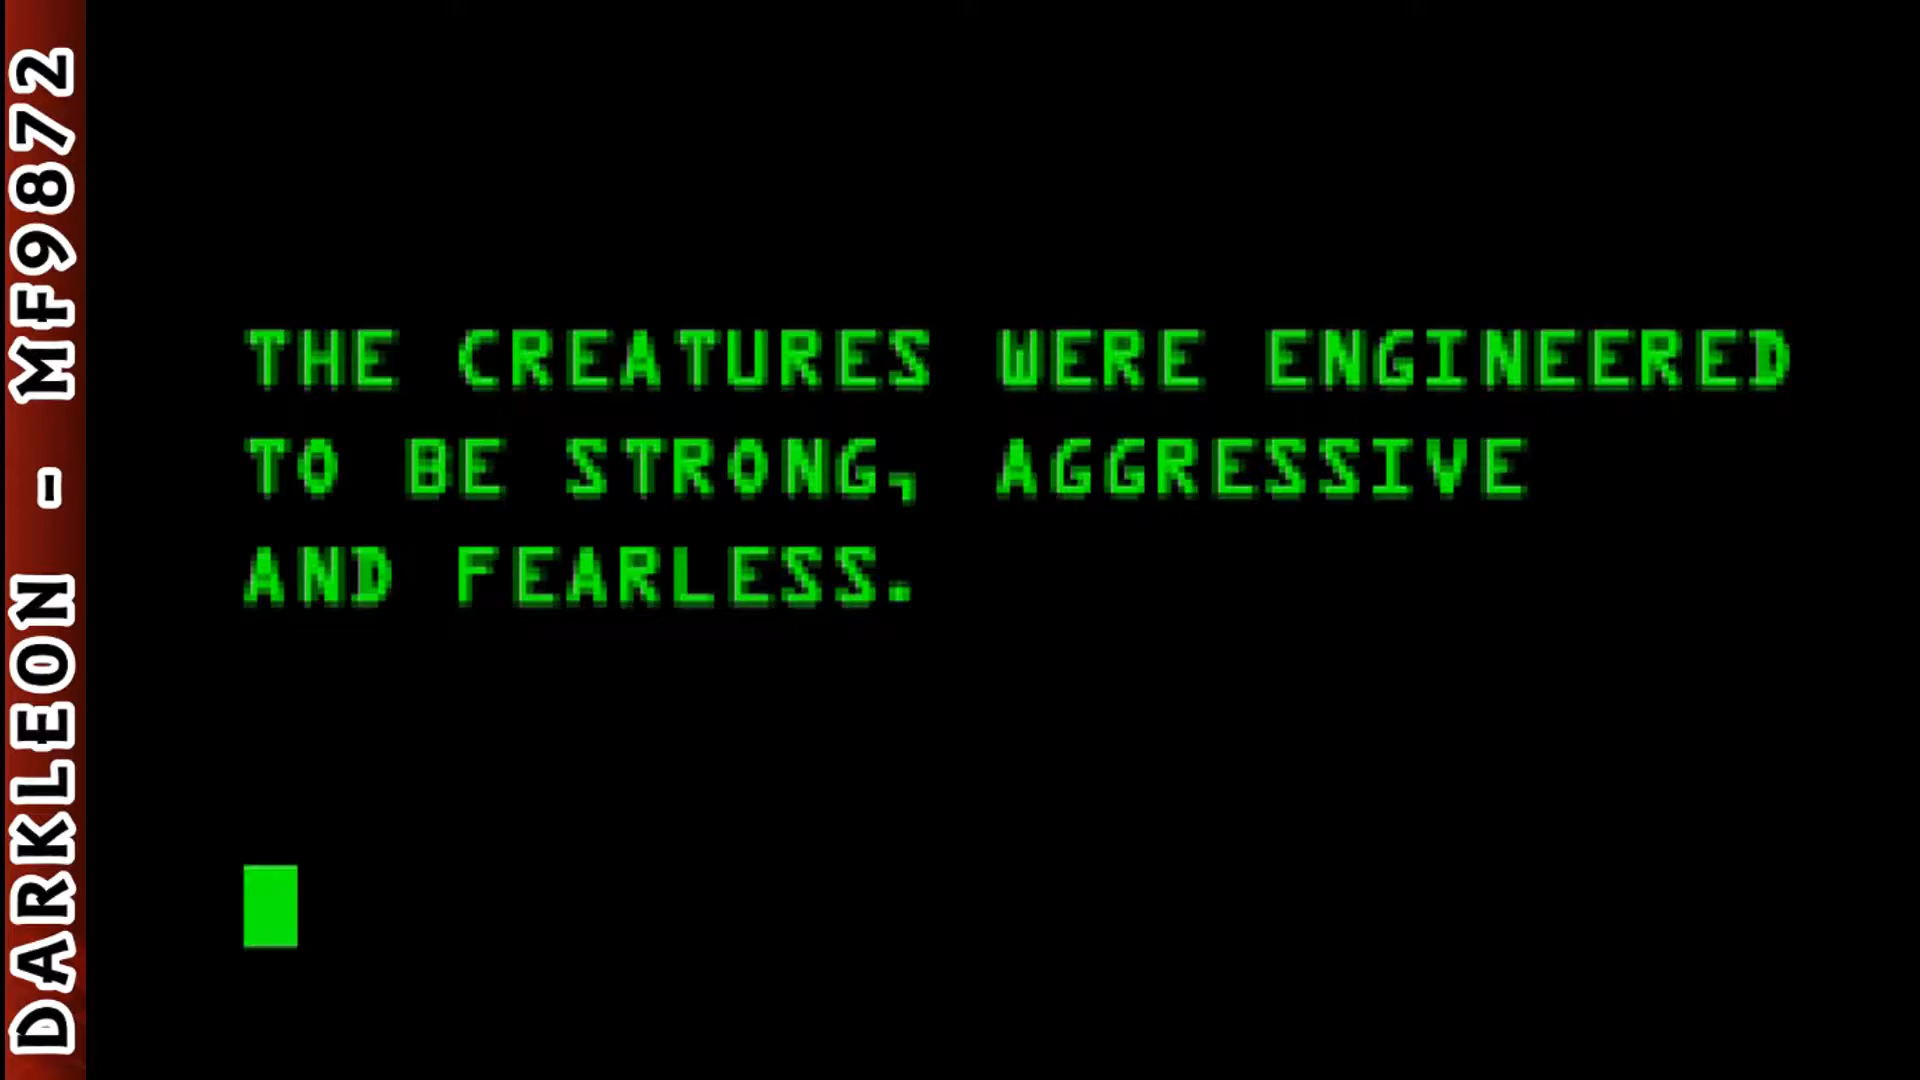 DARKLEON - MF9872
THE CREATURES WERE ENGINEERED
TO BE STRONG, AGGRESSIVE
AND FEARLESS.